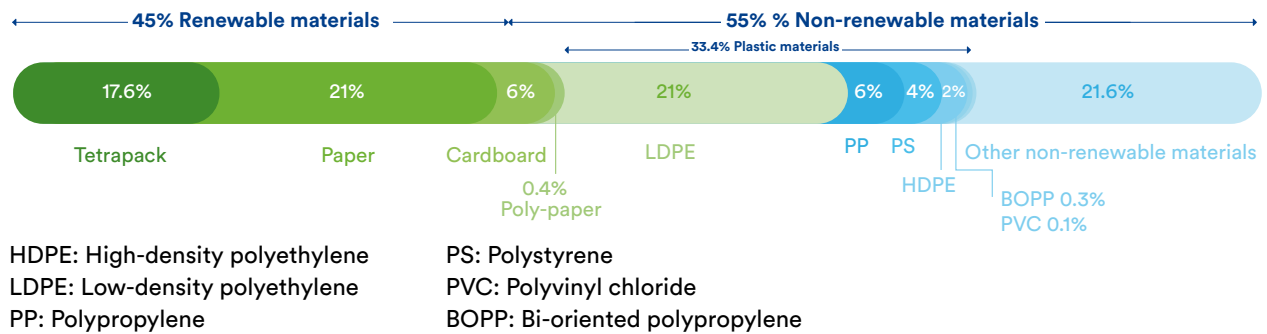 45% Renewable materials
55% % Non-renewable materials
33.4% Plastic materials
17.6%
21%
6%
21%
6%
4%
2%
21.6%
Tetrapack
Paper
Cardboard
LDPE
PP
PS
Other non-renewable materials
0.4%
Poly-paper
HDPE
BOPP 0.3%
PVC 0.1%
HDPE: High-density polyethylene
LDPE: Low-density polyethylene
PP: Polypropylene
PS: Polystyrene
PVC: Polyvinyl chloride
BOPP: Bi-oriented polypropylene